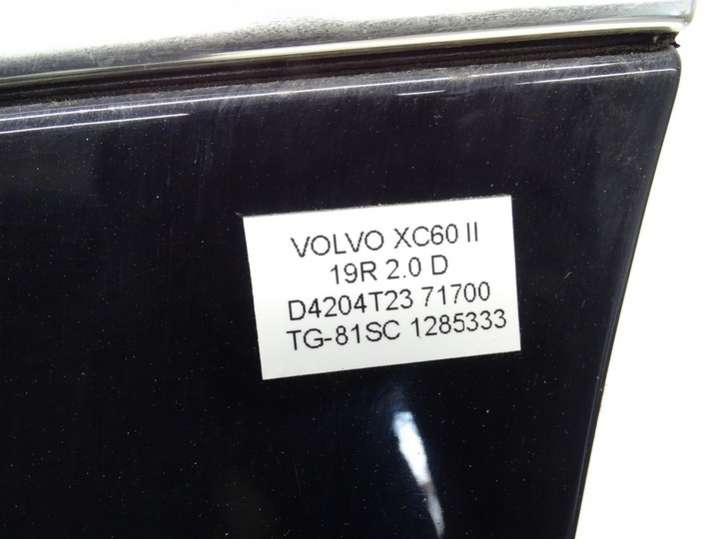 VOLVO XC60 II
19R 2.0 D
D4204T23 71700
TG-81SC 1285333